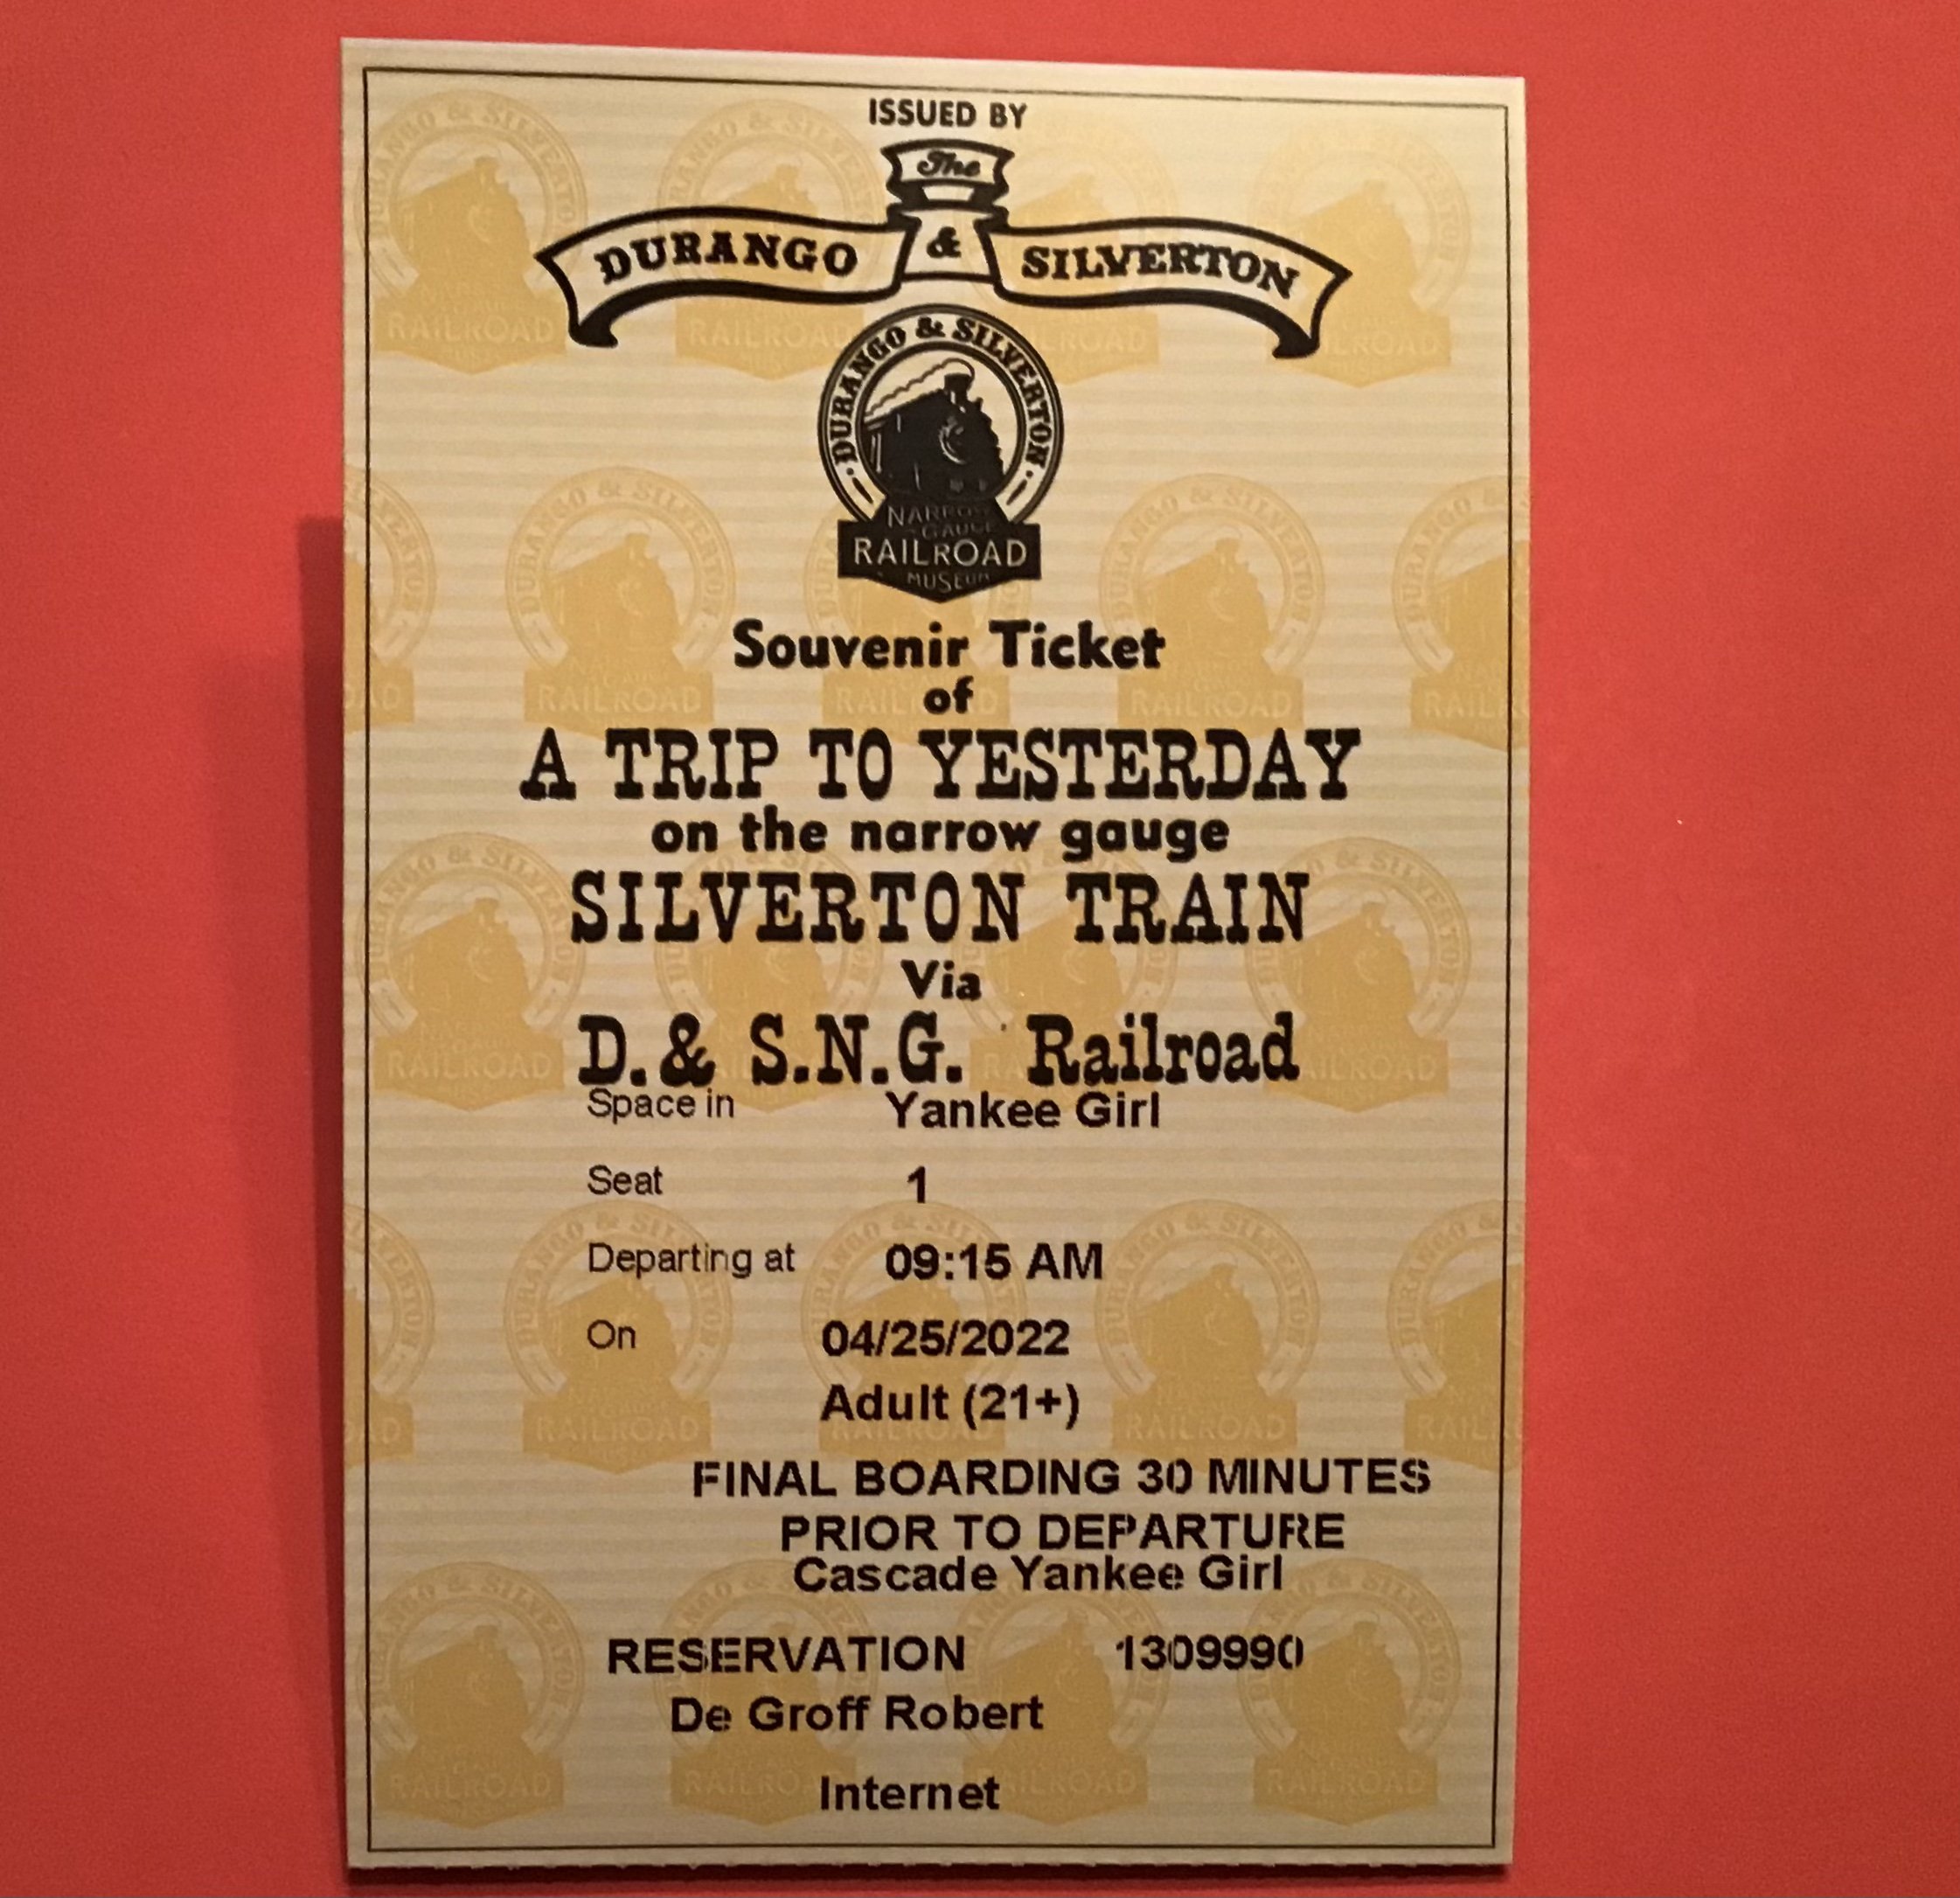 ISSUED BY
The
DURANGO & SILVERTON
DURANGO & SILVERTON
NARROW
GAUGE
RAILROAD
MUSEUM
Souvenir Ticket
of
A TRIP TO YESTERDAY
on the narrow gauge
SILVERTON TRAIN
Via
D.& S.N.G. Railroad
Space in Yankee Girl
Seat 1
Departing at 09:15 AM
On 04/25/2022
Adult (21+)
FINAL BOARDING 30 MINUTES
PRIOR TO DEPARTURE
Cascade Yankee Girl
RESERVATION 1309990
De Groff Robert
Internet